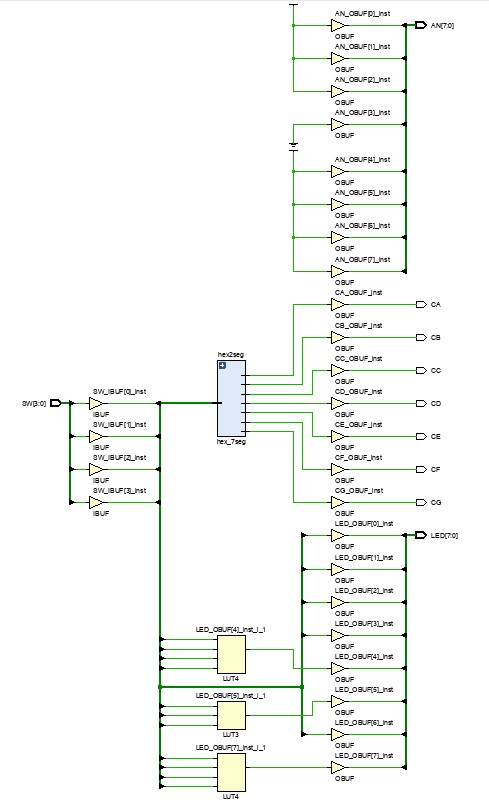 AN_OBUF[0]_inst
AN[7:0]
OBUF
AN_OBUF[1]_inst
OBUF
AN_OBUF[2]_inst
OBUF
AN_OBUF[3]_inst
OBUF
AN_OBUF[4]_inst
OBUF
AN_OBUF[5]_inst
OBUF
AN_OBUF[6]_inst
OBUF
AN_OBUF[7]_inst
OBUF
CA_OBUF_inst
CA
OBUF
CB_OBUF_inst
CB
OBUF
CC_OBUF_inst
CC
OBUF
CD_OBUF_inst
CD
OBUF
CE_OBUF_inst
CE
OBUF
CF_OBUF_inst
CF
OBUF
CG_OBUF_inst
CG
OBUF
hex2seg
hex_7seg
SW[3:0]
SW_IBUF[0]_inst
IBUF
SW_IBUF[1]_inst
IBUF
SW_IBUF[2]_inst
IBUF
SW_IBUF[3]_inst
IBUF
LED_OBUF[0]_inst
LED[7:0]
OBUF
LED_OBUF[1]_inst
OBUF
LED_OBUF[2]_inst
OBUF
LED_OBUF[3]_inst
OBUF
LED_OBUF[4]_inst
OBUF
LED_OBUF[5]_inst
OBUF
LED_OBUF[6]_inst
OBUF
LED_OBUF[7]_inst
OBUF
LED_OBUF[4]_inst_i_1
LUT4
LED_OBUF[5]_inst_i_1
LUT3
LED_OBUF[7]_inst_i_1
LUT4